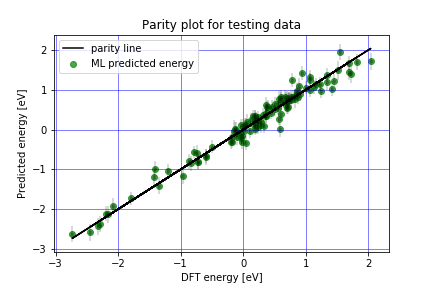 Parity plot for testing data
parity line
ML predicted energy
Predicted energy [eV]
2
1
0
−1
−2
−3
−3
−2
−1
0
1
2
DFT energy [eV]